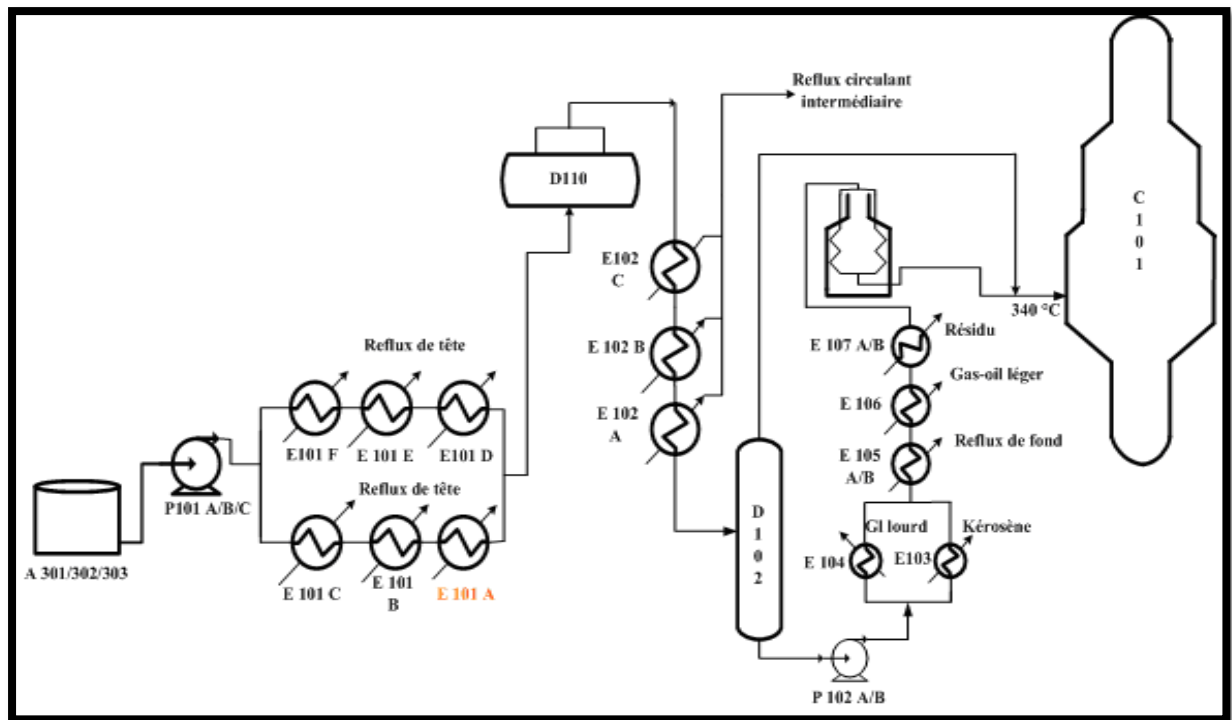 Reflux circulant
intermédiaire
D110
C
1
0
1
E102
C
340 °C
Résidu
E 102 B
E 107 A/B
Reflux de tête
Gas-oil léger
E 102
A
E 106
Reflux de fond
E101 F
E 101 E
E101 D
E 105
A/B
P101 A/B/C
Reflux de tête
D
1
0
2
Gl lourd
Kérosène
E 104
E103
A 301/302/303
E 101 C
E 101
B
E 101 A
P 102 A/B